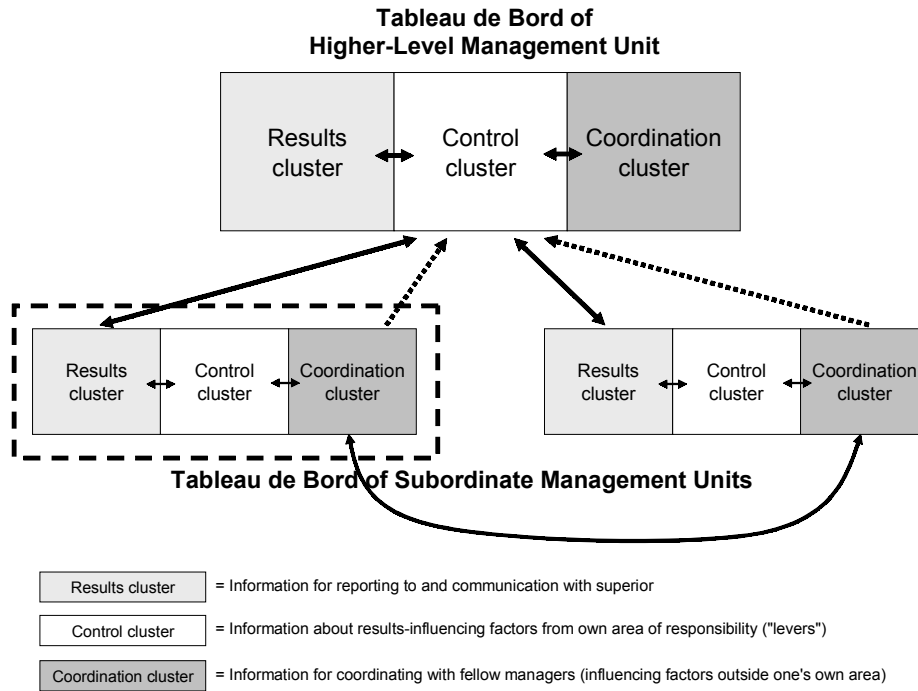 Tableau de Bord of
Higher-Level Management Unit
Results
cluster
Control
cluster
Coordination
cluster
Results
cluster
Control
cluster
Coordination
cluster
Results
cluster
Control
cluster
Coordination
cluster
Tableau de Bord of Subordinate Management Units
Results cluster
= Information for reporting to and communication with superior
Control cluster
= Information about results-influencing factors from own area of responsibility ("levers")
Coordination cluster
= Information for coordinating with fellow managers (influencing factors outside one's own area)